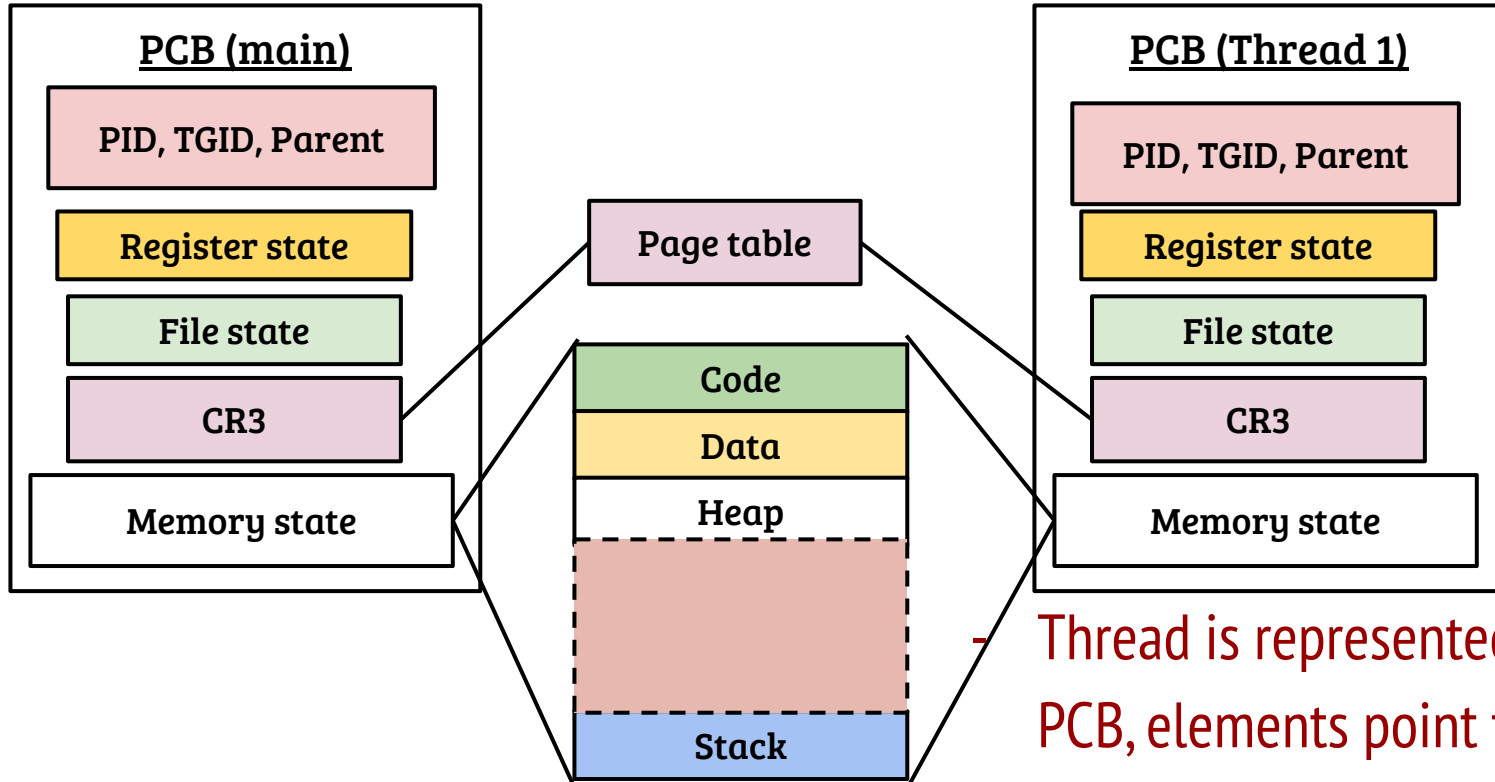 PCB (main)
PID, TGID, Parent
Register state
File state
CR3
Memory state
Page table
Code
Data
Heap
Stack
PCB (Thread 1)
PID, TGID, Parent
Register state
File state
CR3
Memory state
- Thread is represented
PCB, elements point